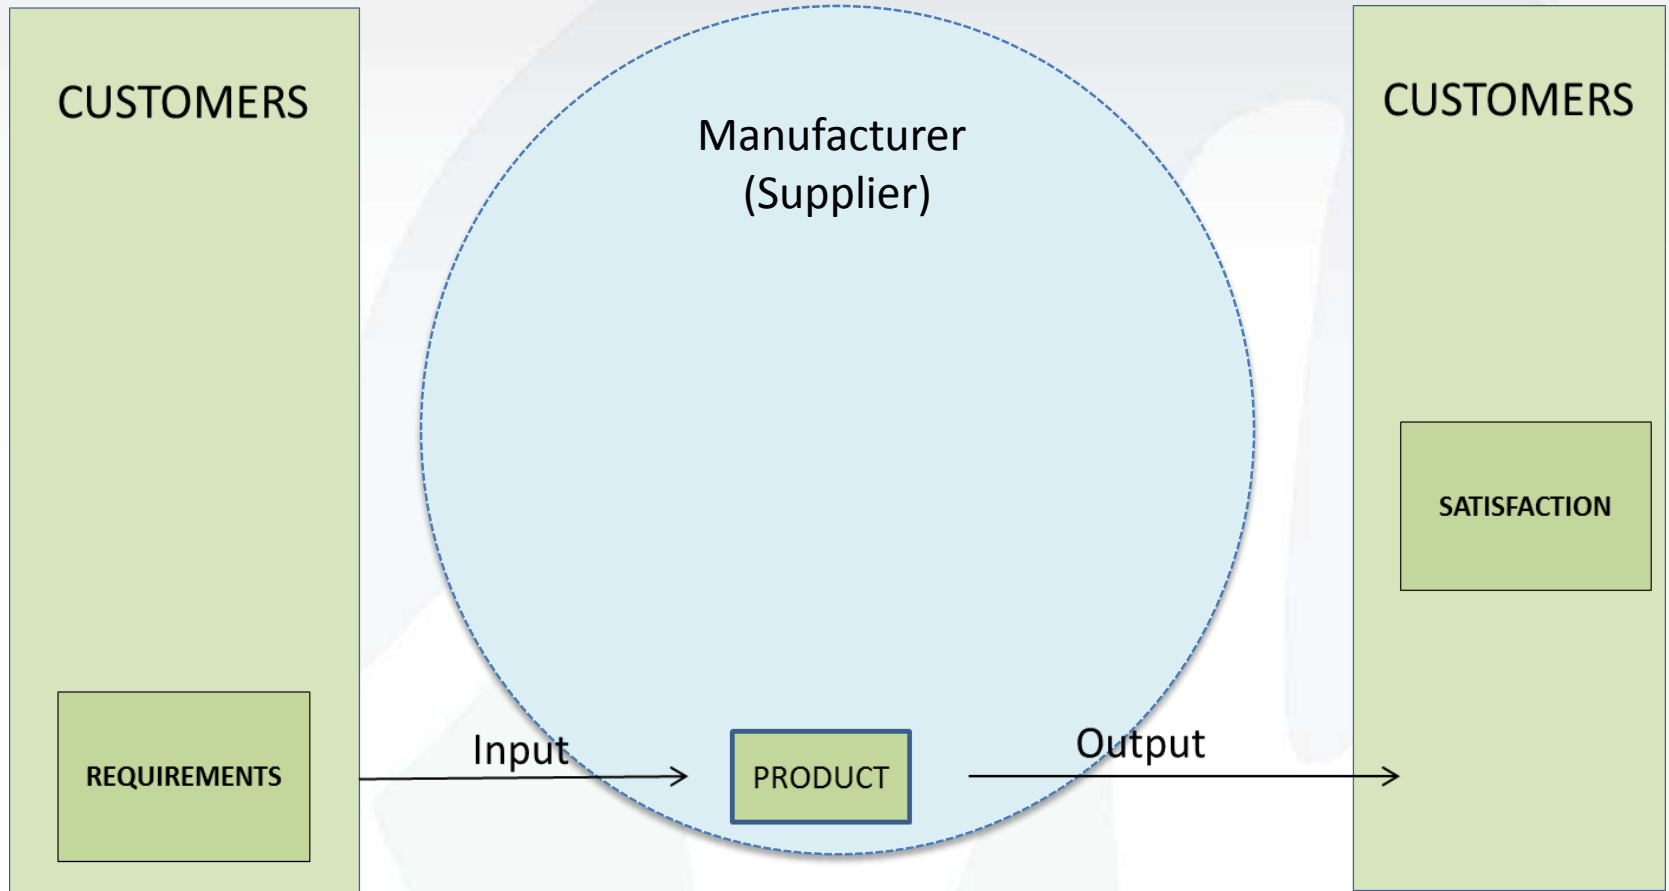 CUSTOMERS
Manufacturer
(Supplier)
CUSTOMERS
SATISFACTION
REQUIREMENTS
Input
PRODUCT
Output